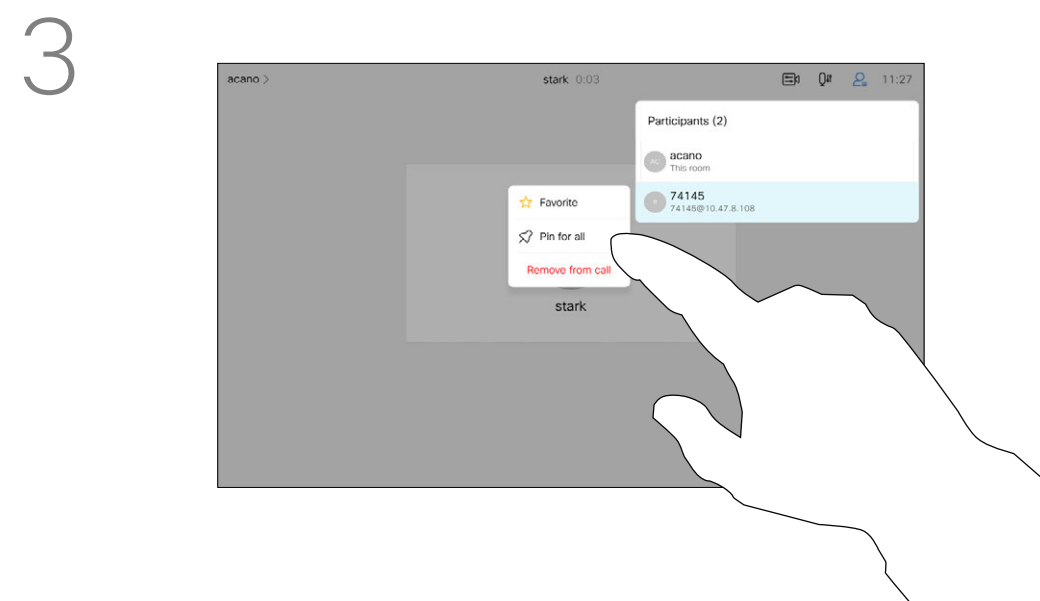 3
acano >
stark 0:03
11:27
Participants (2)
AC
acano
This room
74145
74145@10.47.8.108
Favorite
Pin for all
Remove from call
stark